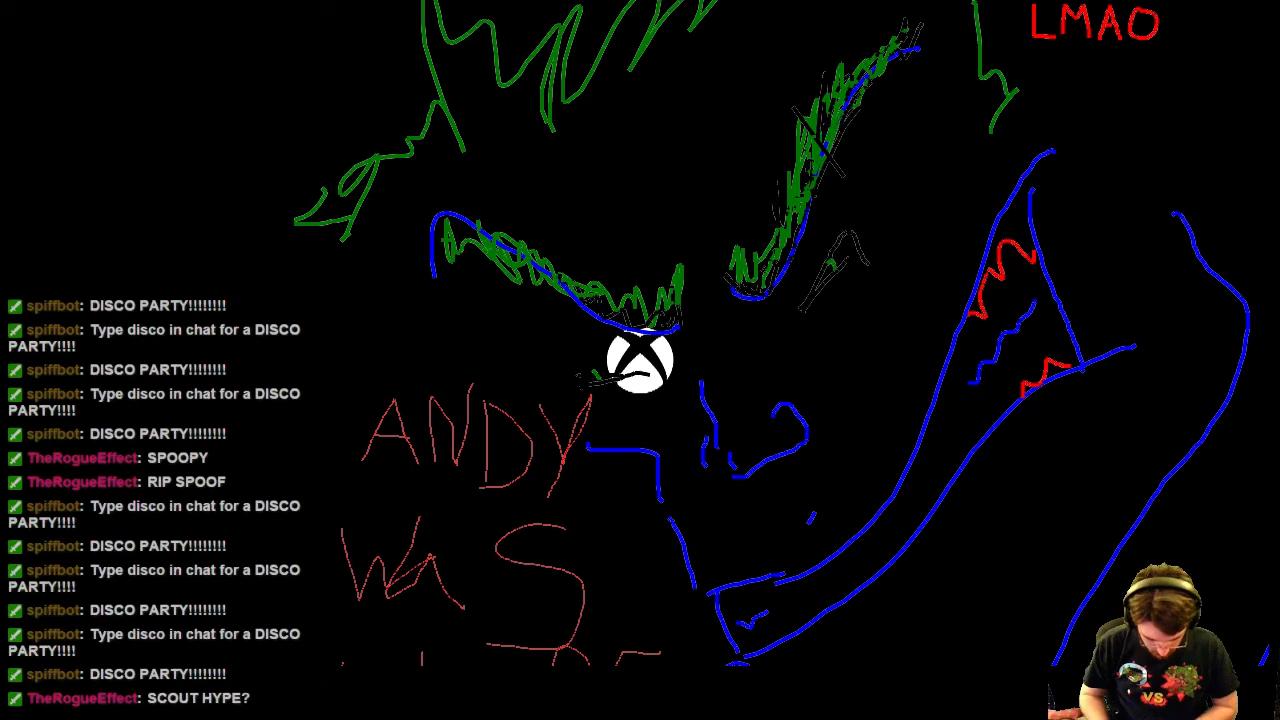 LMAO
spiffbot: DISCO PARTY!!!!!!!!
spiffbot: Type disco in chat for a DISCO
PARTY!!!!
spiffbot: DISCO PARTY!!!!!!!!
spiffbot: Type disco in chat for a DISCO
PARTY!!!!
spiffbot: DISCO PARTY!!!!!!!!
TheRogueEffect: SPOOPY
TheRogueEffect: RIP SPOOF
spiffbot: Type disco in chat for a DISCO
PARTY!!!!
spiffbot: DISCO PARTY!!!!!!!!
spiffbot: Type disco in chat for a DISCO
PARTY!!!!
spiffbot: DISCO PARTY!!!!!!!!
spiffbot: Type disco in chat for a DISCO
PARTY!!!!
spiffbot: DISCO PARTY!!!!!!!!
TheRogueEffect: SCOUT HYPE?
ANDY
WAS
VS